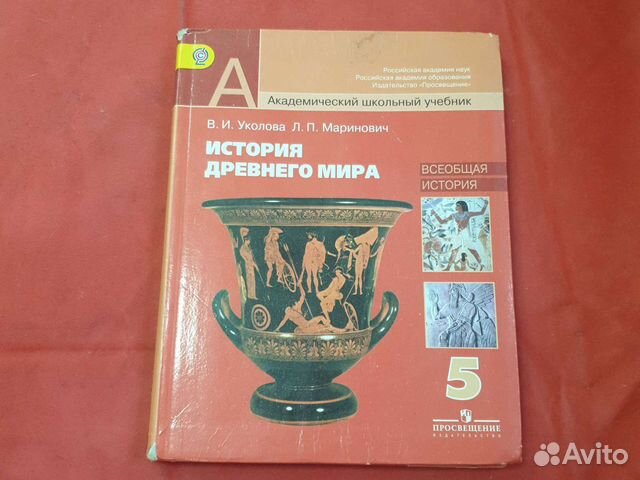 Российская академия наук
Российская академия образования
Издательство «Просвещение»
А
Академический школьный учебник
В. И. Уколова Л. П. Маринович
ИСТОРИЯ
ДРЕВНЕГО МИРА
ВСЕОБЩАЯ
ИСТОРИЯ
5
ПРОСВЕЩЕНИЕ
ИЗДАТЕЛЬСТВО
Avito